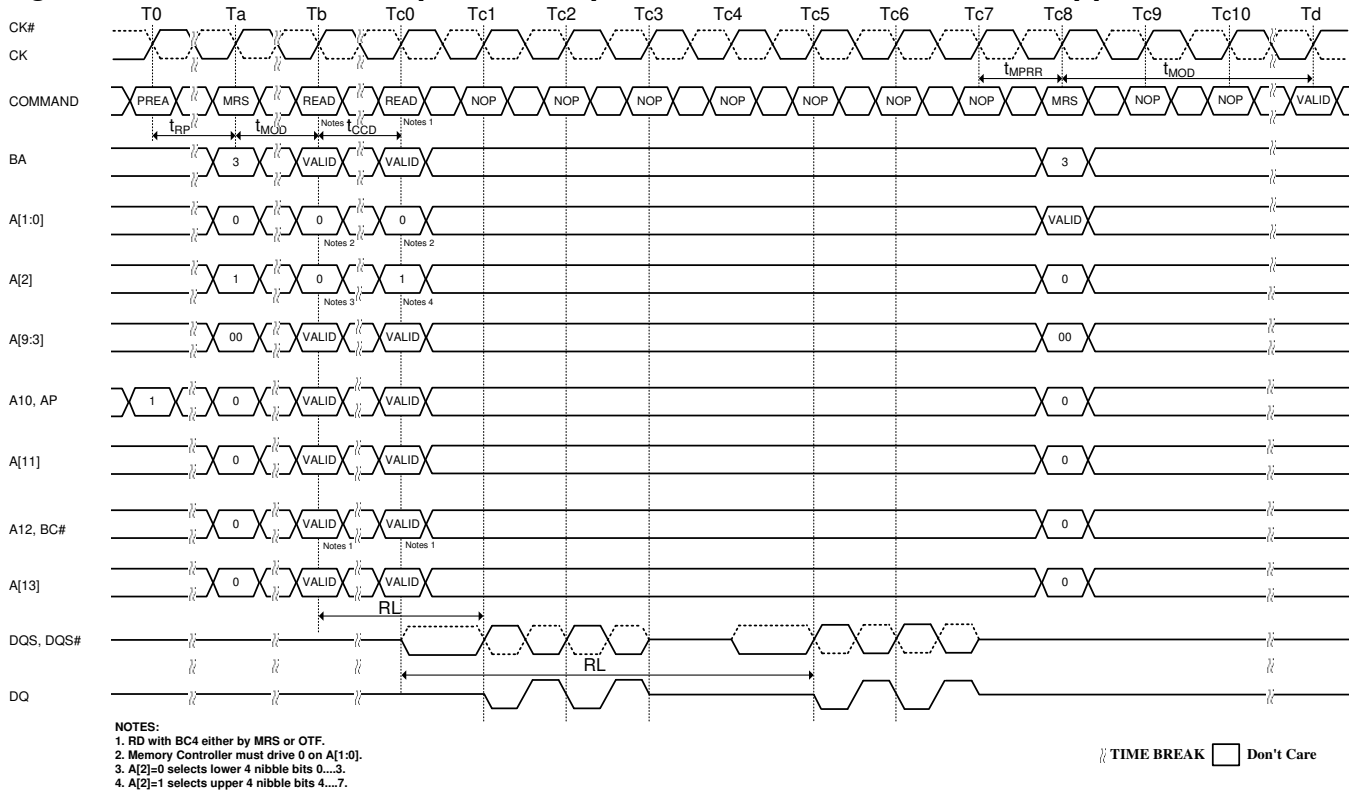 T0 Ta Tb Tc0 Tc1 Tc2 Tc3 Tc4 Tc5 Tc6 Tc7 Tc8 Tc9 Tc10 Td
CK#
CK
tMPRR tMOD
COMMAND PREA MRS READ READ NOP NOP NOP NOP NOP NOP NOP MRS NOP NOP VALID
Notes 1 Notes 1
tRP tMOD tCCD
BA 3 VALID VALID 3
A[1:0] 0 0 0 VALID
Notes 2 Notes 2
A[2] 1 0 1 0
Notes 3 Notes 4
A[9:3] 00 VALID VALID 00
A10, AP 1 0 VALID VALID 0
A[11] 0 VALID VALID 0
A12, BC# 0 VALID VALID 0
Notes 1 Notes 1
A[13] 0 VALID VALID 0
RL
DQS, DQS#
RL
DQ
NOTES:
1. RD with BC4 either by MRS or OTF.
2. Memory Controller must drive 0 on A[1:0].
3. A[2]=0 selects lower 4 nibble bits 0....3.
4. A[2]=1 selects upper 4 nibble bits 4....7.
TIME BREAK Don't Care